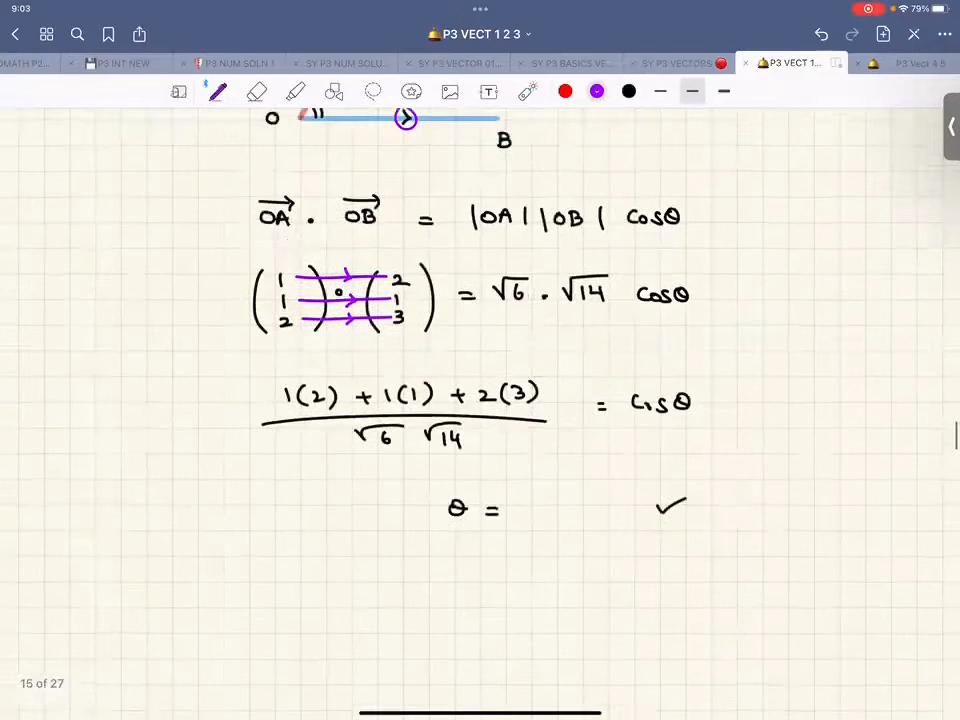 9:03
79%
P3 VECT 1 2 3
OMATH P2... P3 INT NEW P3 NUM SOLN 1 SY P3 NUM SOLU... SY P3 VECTOR 01... SY P3 BASICS VE... SY P3 VECTORS P3 VECT 1... P3 Vect 4 5
O
B
OA . OB = |OA| |OB| cosθ
(1 1 2) . (2 1 3) = √6 . √14 cosθ
1(2) + 1(1) + 2(3) = cosθ
√6 √14
θ = ✓
15 of 27